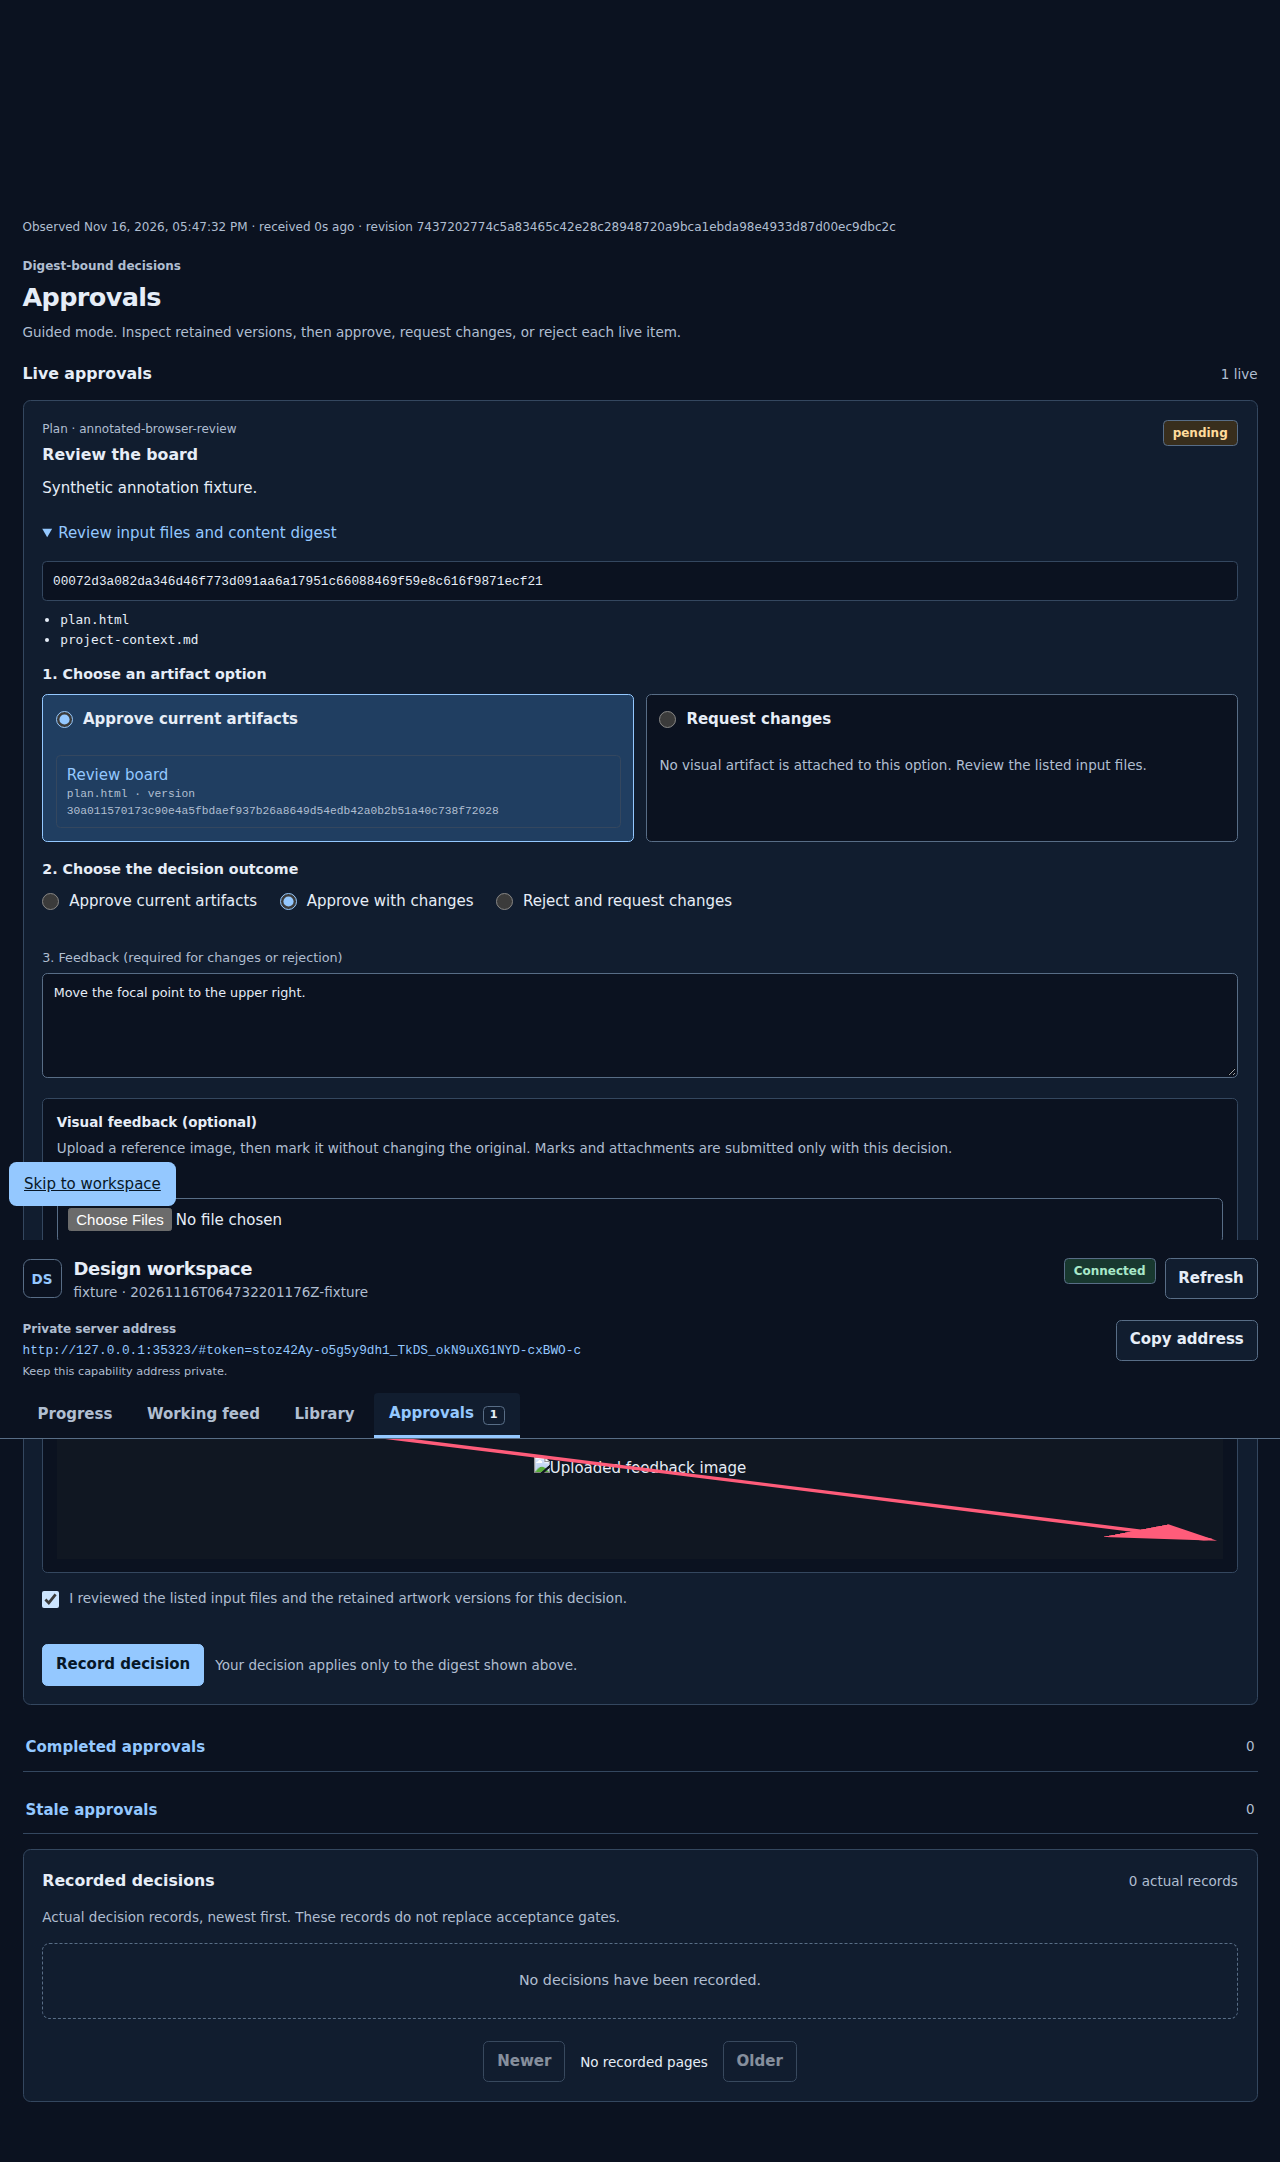 Observed Nov 16, 2026, 05:47:32 PM · received 0s ago · revision 7437202774c5a83465c42e28c28948720a9bca1ebda98e4933d87d00ec9dbc2c
Digest-bound decisions
Approvals
Guided mode. Inspect retained versions, then approve, request changes, or reject each live item.
Live approvals
1 live
Plan · annotated-browser-review
pending
Review the board
Synthetic annotation fixture.
Review input files and content digest
00072d3a082da346d46f773d091aa6a17951c66088469f59e8c616f9871ecf21
plan.html
project-context.md
1. Choose an artifact option
Approve current artifacts
Request changes
Review board
plan.html · version
30a011570173c90e4a5fbdaef937b26a8649d54edb42a0b2b51a40c738f72028
No visual artifact is attached to this option. Review the listed input files.
2. Choose the decision outcome
Approve current artifacts
Approve with changes
Reject and request changes
3. Feedback (required for changes or rejection)
Move the focal point to the upper right.
Visual feedback (optional)
Upload a reference image, then mark it without changing the original. Marks and attachments are submitted only with this decision.
Skip to workspace
Choose Files No file chosen
DS
Design workspace
fixture · 20261116T064732201176Z-fixture
Connected
Refresh
Private server address
http://127.0.0.1:35323/#token=stoz42Ay-o5g5y9dh1_TkDS_okN9uXG1NYD-cxBWO-c
Keep this capability address private.
Copy address
Progress
Working feed
Library
Approvals 1
Uploaded feedback image
I reviewed the listed input files and the retained artwork versions for this decision.
Record decision
Your decision applies only to the digest shown above.
Completed approvals
0
Stale approvals
0
Recorded decisions
0 actual records
Actual decision records, newest first. These records do not replace acceptance gates.
No decisions have been recorded.
Newer
No recorded pages
Older